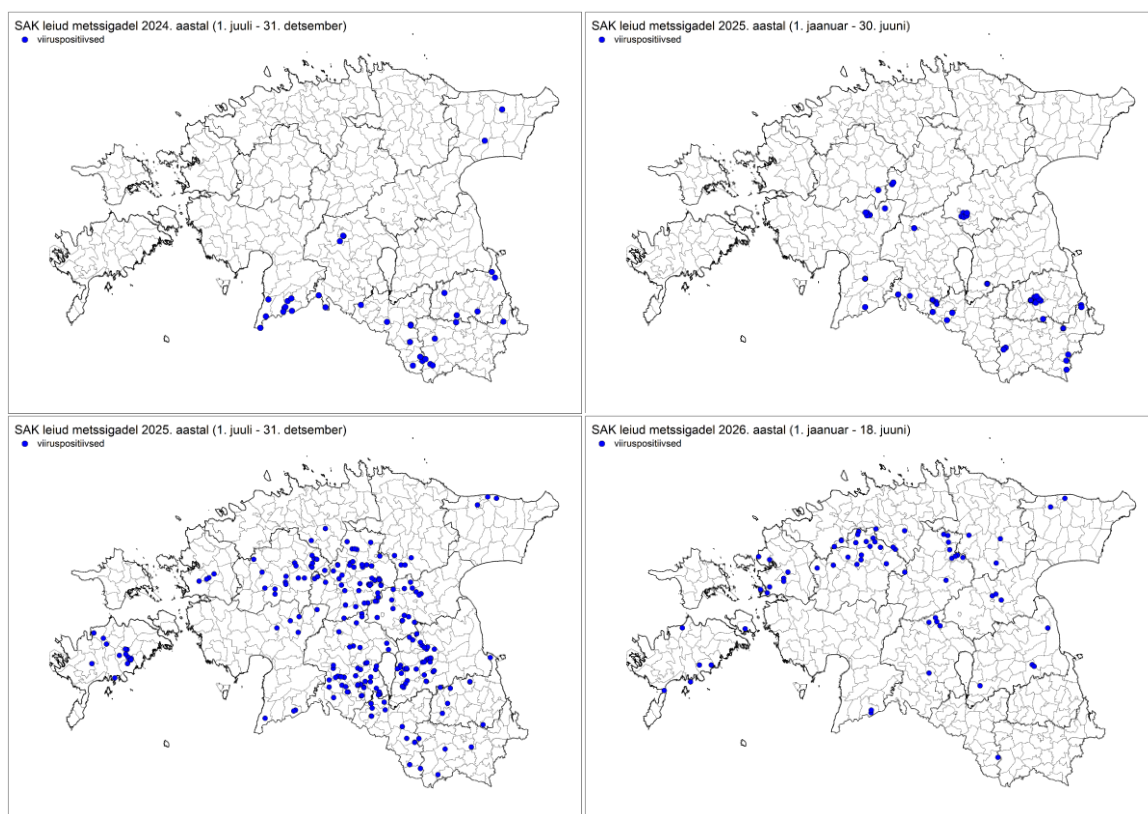 SAK leiud metssigadel 2024. aastal (1. juuli - 31. detsember)
viiruspositiivsed
SAK leiud metssigadel 2025. aastal (1. jaanuar - 30. juuni)
viiruspositiivsed
SAK leiud metssigadel 2025. aastal (1. juuli - 31. detsember)
viiruspositiivsed
SAK leiud metssigadel 2026. aastal (1. jaanuar - 18. juuni)
viiruspositiivsed